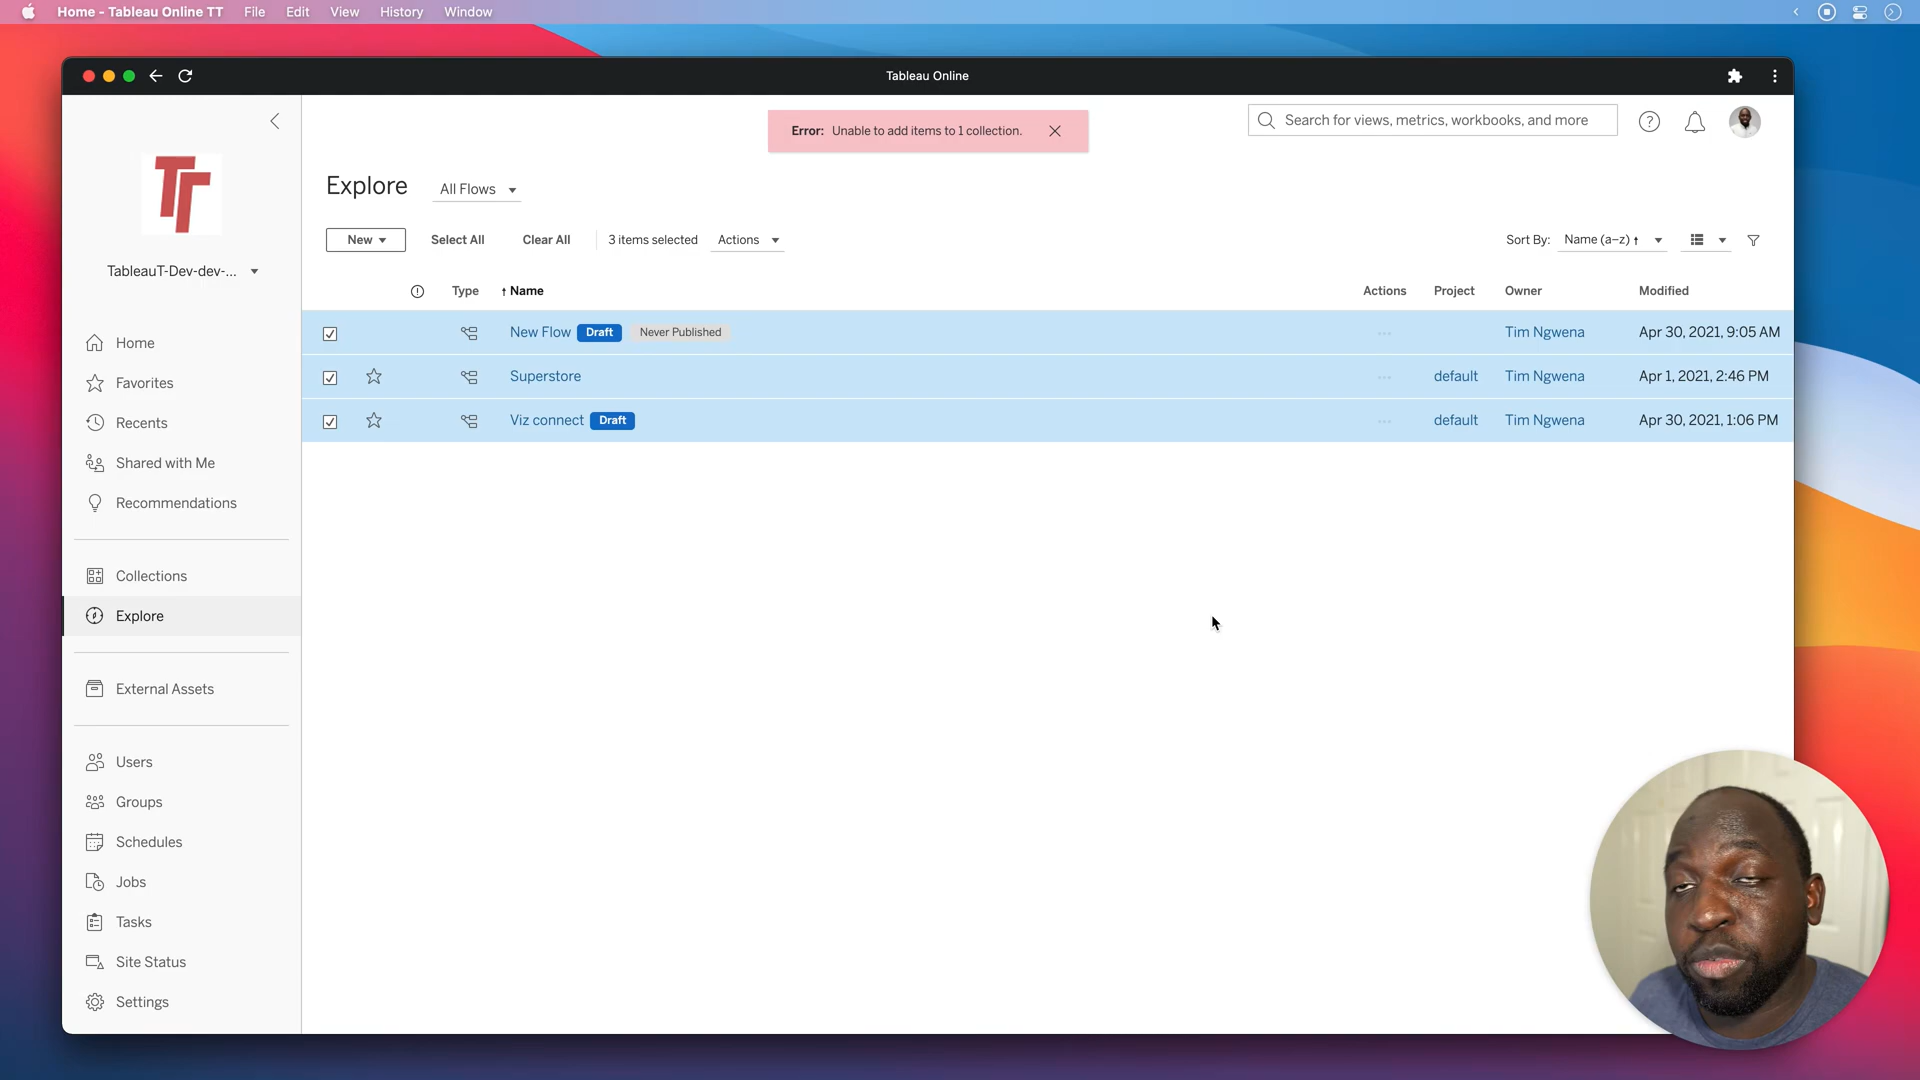 Home - Tableau Online TT File Edit View History Window
Tableau Online
Error: Unable to add items to 1 collection.
Search for views, metrics, workbooks, and more
TT
TableauT-Dev-dev-...
Explore All Flows
New Select All Clear All 3 items selected Actions Sort By: Name (a–z) ↑
Type ↑ Name Actions Project Owner Modified
New Flow Draft Never Published ... Tim Ngwena Apr 30, 2021, 9:05 AM
Superstore ... default Tim Ngwena Apr 1, 2021, 2:46 PM
Viz connect Draft ... default Tim Ngwena Apr 30, 2021, 1:06 PM
Home
Favorites
Recents
Shared with Me
Recommendations
Collections
Explore
External Assets
Users
Groups
Schedules
Jobs
Tasks
Site Status
Settings